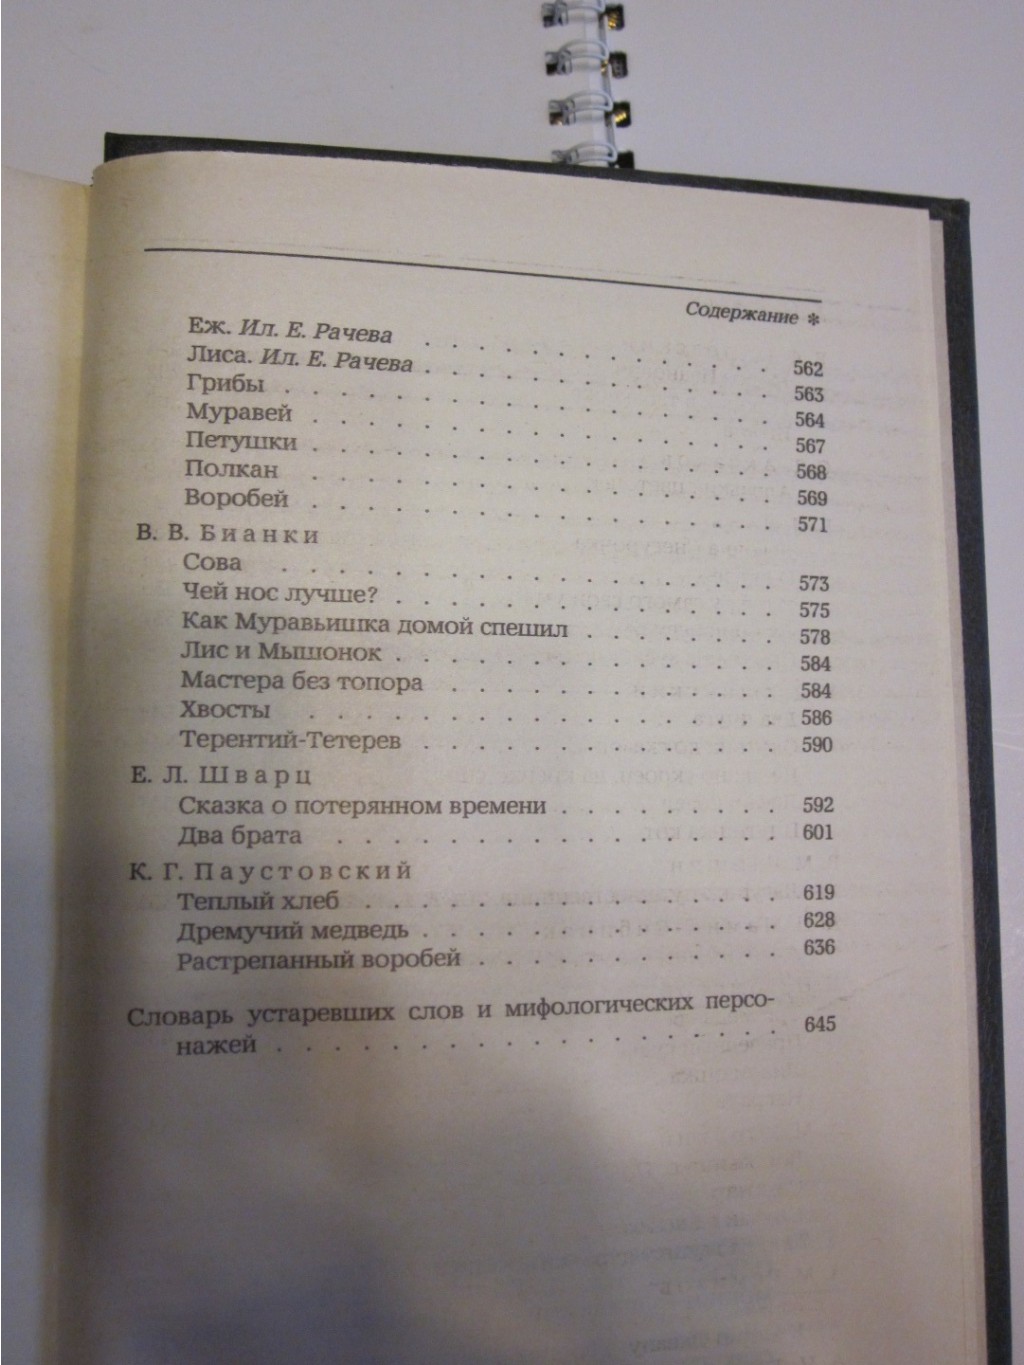 Содержание *
Еж. Ил. Е. Рачева . . . . . . . . . . . . . 562
Лиса. Ил. Е. Рачева . . . . . . . . . . . . . 563
Грибы . . . . . . . . . . . . . . . . . . 564
Муравей . . . . . . . . . . . . . . . . . 567
Петушки . . . . . . . . . . . . . . . . . 568
Полкан . . . . . . . . . . . . . . . . . 569
Воробей . . . . . . . . . . . . . . . . . 571
В. В. Бианки
Сова . . . . . . . . . . . . . . . . . . 573
Чей нос лучше? . . . . . . . . . . . . . . 575
Как Муравьишка домой спешил . . . . . . . 578
Лис и Мышонок . . . . . . . . . . . . . . 584
Мастера без топора . . . . . . . . . . . . 584
Хвосты . . . . . . . . . . . . . . . . . 586
Терентий-Тетерев . . . . . . . . . . . . . 590
Е. Л. Шварц
Сказка о потерянном времени . . . . . . . . 592
Два брата . . . . . . . . . . . . . . . . 601
К. Г. Паустовский
Теплый хлеб . . . . . . . . . . . . . . . 619
Дремучий медведь . . . . . . . . . . . . . 628
Растрепанный воробей . . . . . . . . . . . 636
Словарь устаревших слов и мифологических персо-
нажей . . . . . . . . . . . . . . . . . . 645